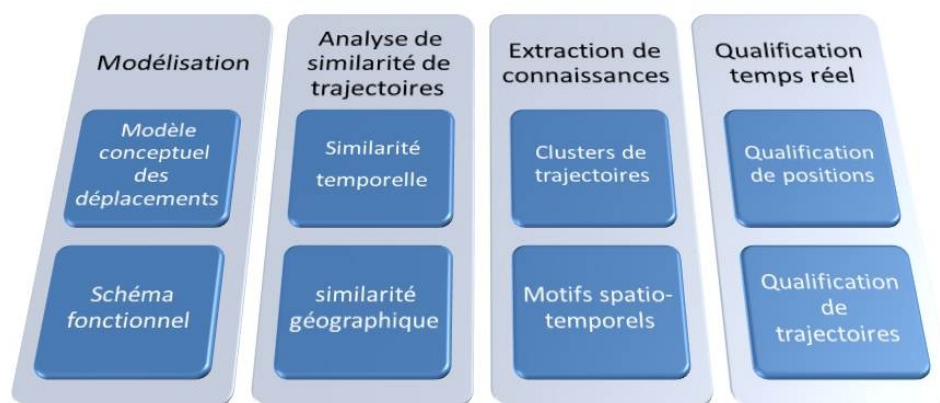 Modélisation
Modèle
conceptuel
des
déplacements
Schéma
fonctionnel
Analyse de
similarité de
trajectoires
Similarité
temporelle
similarité
géographique
Extraction de
connaissances
Clusters de
trajectoires
Motifs spatio-
temporels
Qualification
temps réel
Qualification
de positions
Qualification
de
trajectoires